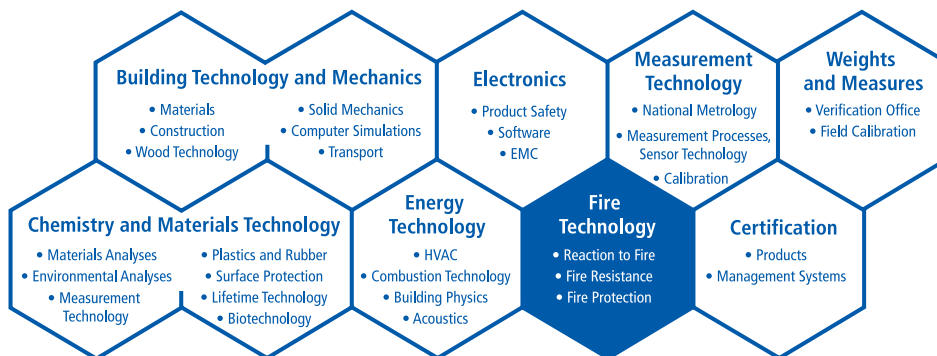 Building Technology and Mechanics
• Materials
• Construction
• Wood Technology
• Solid Mechanics
• Computer Simulations
• Transport
Electronics
• Product Safety
• Software
• EMC
Measurement
Technology
• National Metrology
• Measurement Processes,
Sensor Technology
• Calibration
Weights
and Measures
• Verification Office
• Field Calibration
Chemistry and Materials Technology
• Materials Analyses
• Environmental Analyses
• Measurement
Technology
• Plastics and Rubber
• Surface Protection
• Lifetime Technology
• Biotechnology
Energy
Technology
• HVAC
• Combustion Technology
• Building Physics
• Acoustics
Fire
Technology
• Reaction to Fire
• Fire Resistance
• Fire Protection
Certification
• Products
• Management Systems